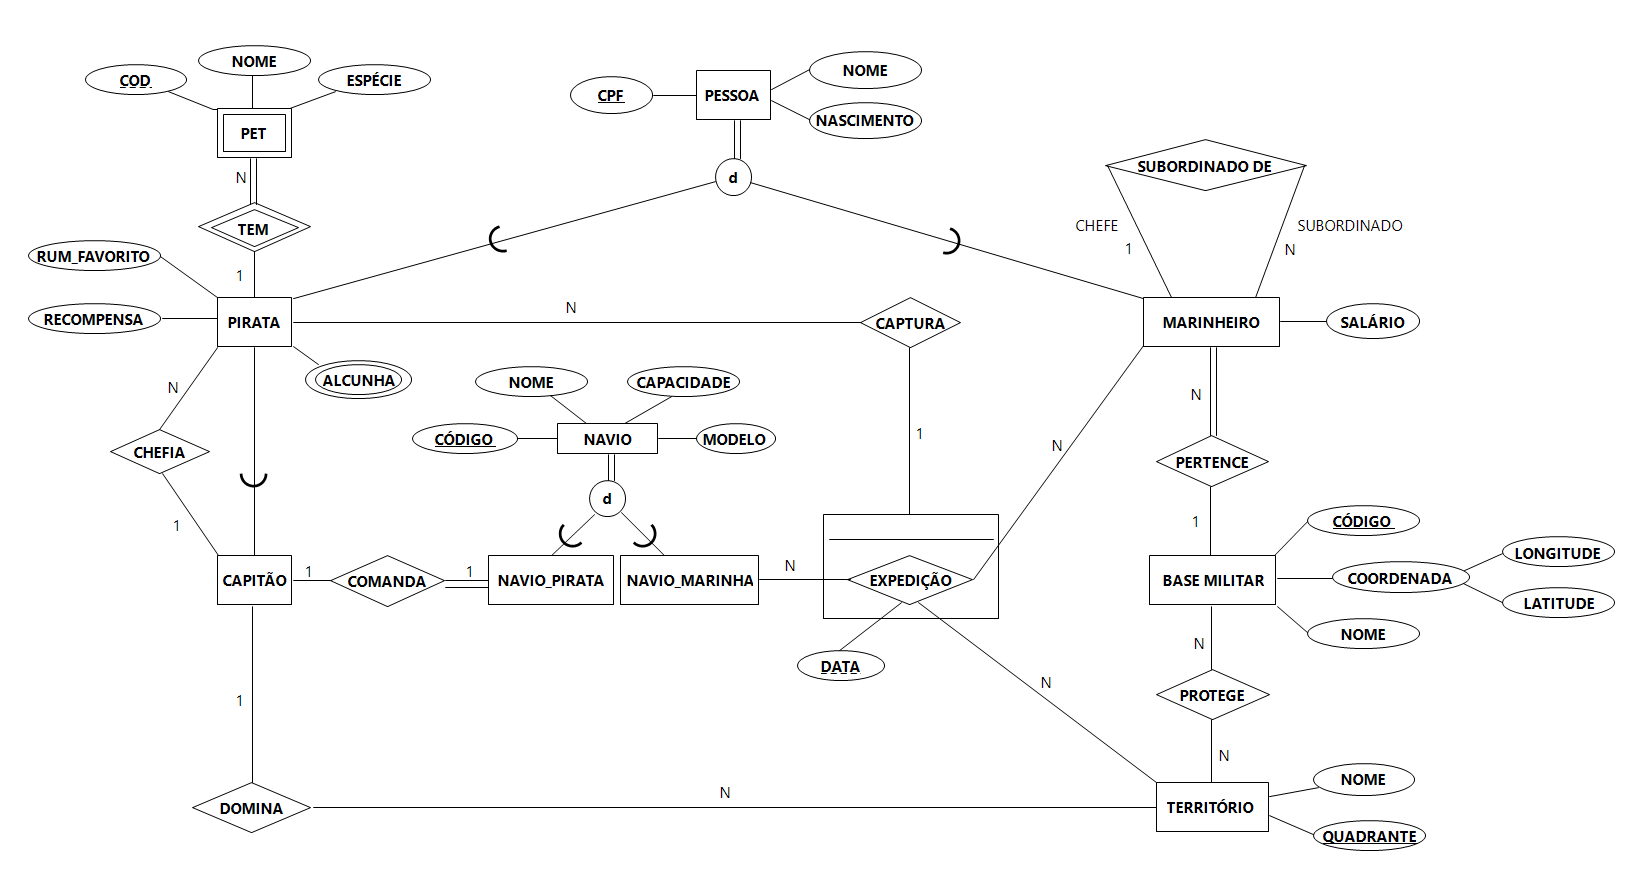 NOME
COD
ESPÉCIE
PET
N
TEM
1
NOME
PESSOA
CPF
NASCIMENTO
d
SUBORDINADO DE
CHEFE
1
SUBORDINADO
N
RUM_FAVORITO
RECOMPENSA
PIRATA
ALCUNHA
N
CAPTURA
1
MARINHEIRO
SALÁRIO
N
CHEFIA
1
NOME
CAPACIDADE
CÓDIGO
NAVIO
MODELO
d
N
N
PERTENCE
1
CAPITÃO
1
COMANDA
1
NAVIO_PIRATA
NAVIO_MARINHA
N
EXPEDIÇÃO
DATA
N
BASE MILITAR
CÓDIGO
COORDENADA
LONGITUDE
LATITUDE
NOME
N
PROTEGE
N
1
DOMINA
N
TERRITÓRIO
NOME
QUADRANTE